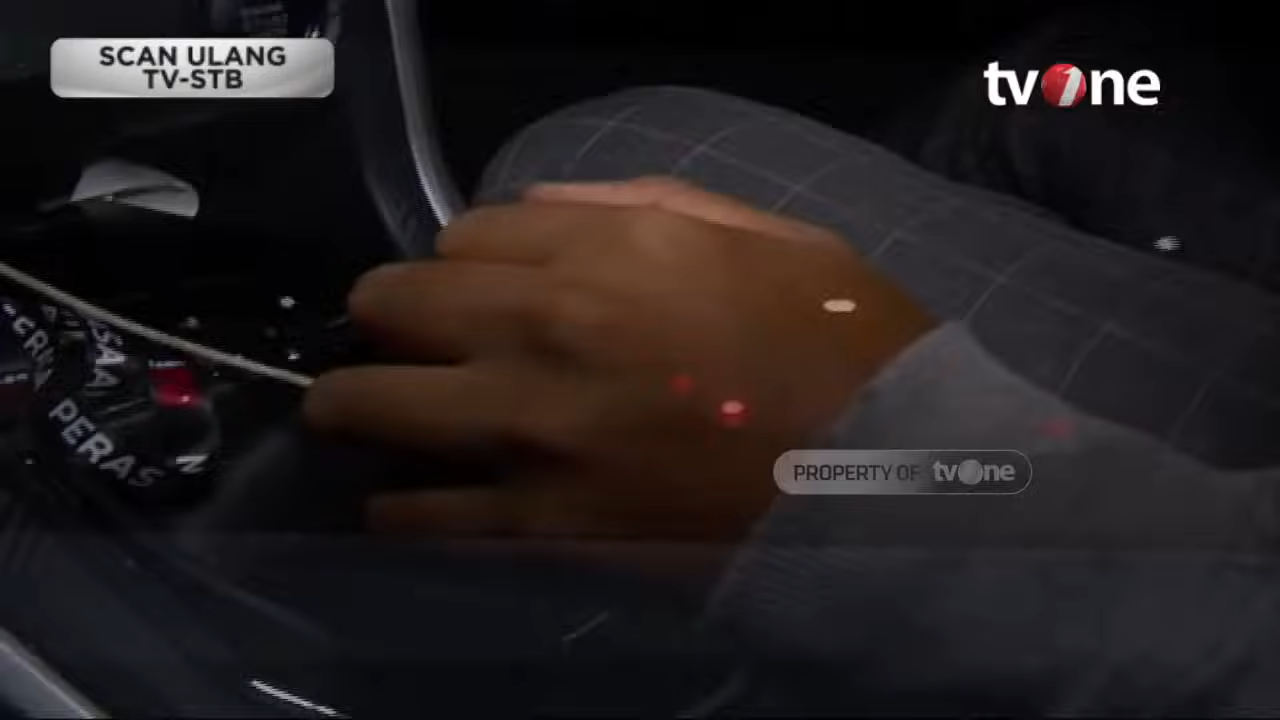 SCAN ULANG
TV-STB
tvOne
PERAS
N
PROPERTY OF tvOne